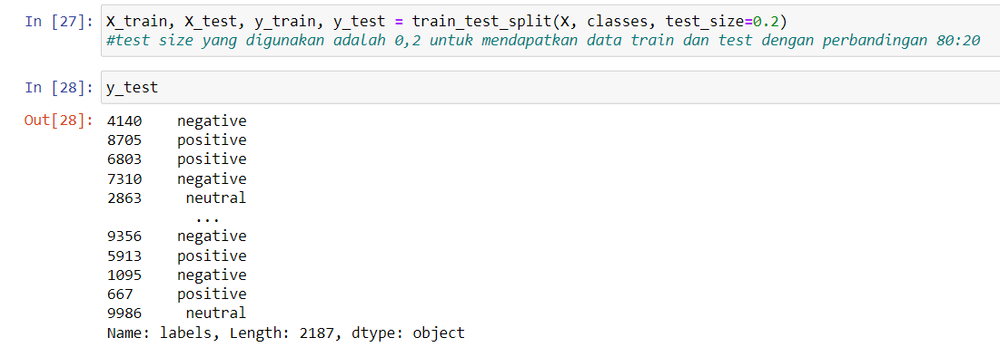 In [27]: X_train, X_test, y_train, y_test = train_test_split(X, classes, test_size=0.2)
#test size yang digunakan adalah 0,2 untuk mendapatkan data train dan test dengan perbandingan 80:20
In [28]: y_test
Out[28]: 4140    negative
8705    positive
6803    positive
7310    negative
2863     neutral
...
9356    negative
5913    positive
1095    negative
667     positive
9986     neutral
Name: labels, Length: 2187, dtype: object